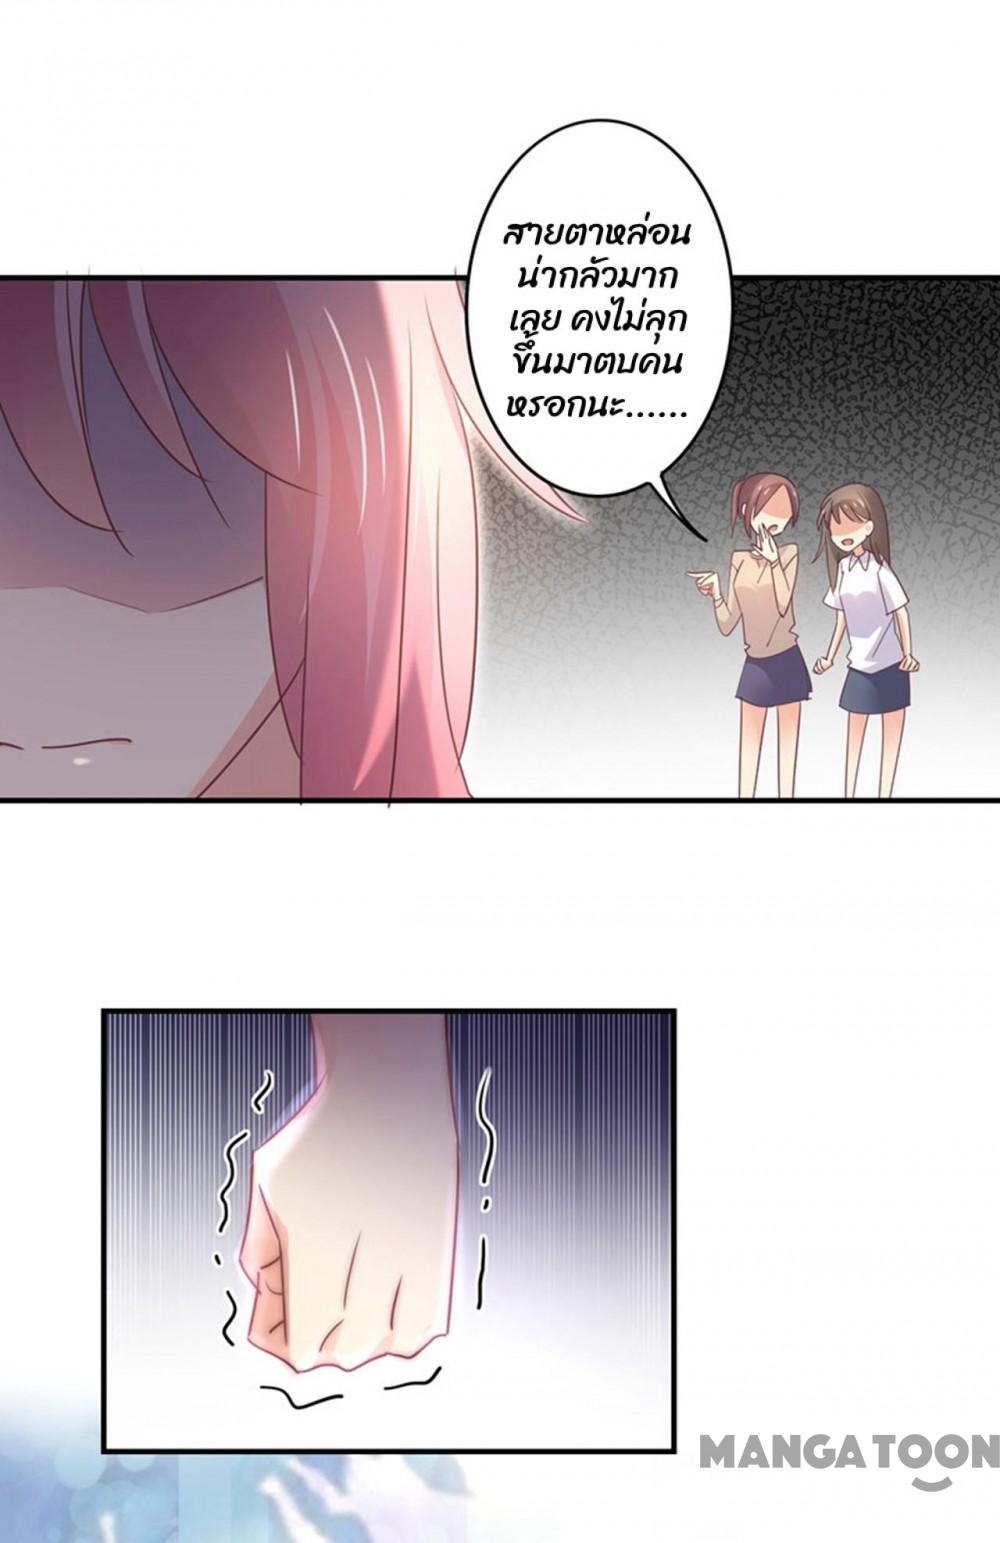 สายตาหล่อน
น่ากลัวมาก
เลย คงไม่ลุก
ขึ้นมาตบคน
หรอกนะ......
MANGATOON